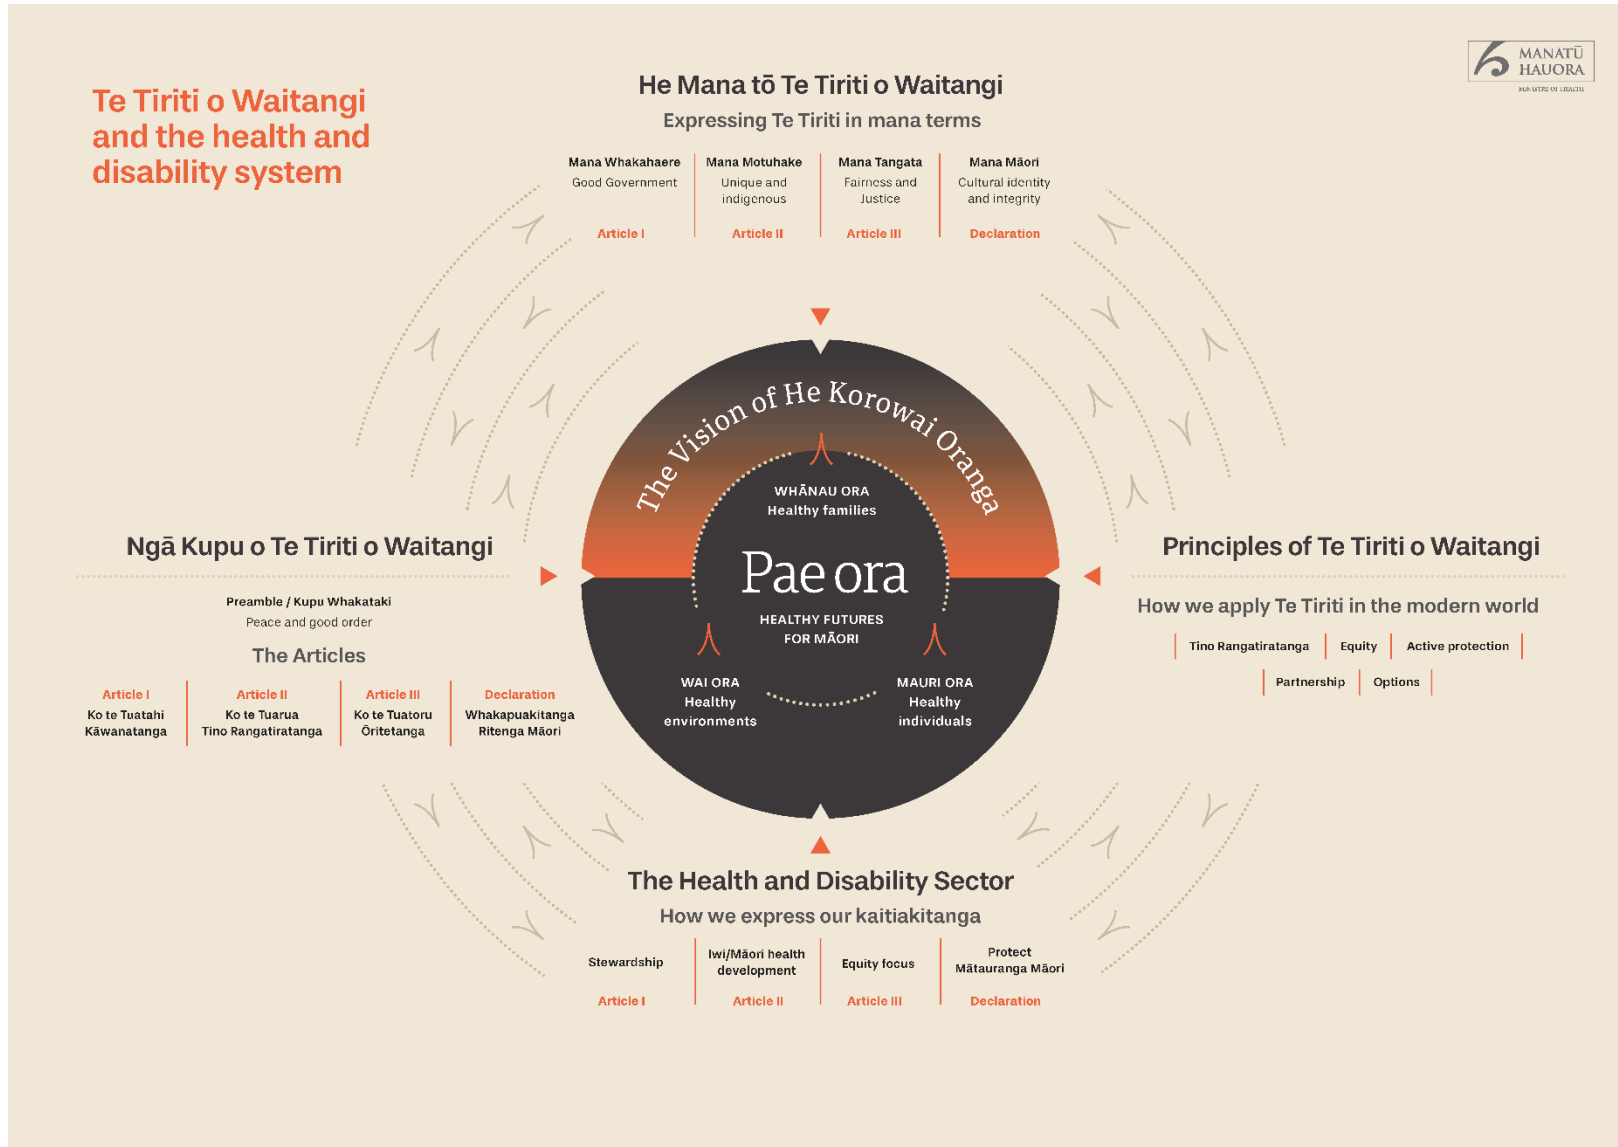 Te Tiriti o Waitangi
and the health and
disability system
MANATŪ
HAUORA
MINISTRY OF HEALTH
He Mana tō Te Tiriti o Waitangi
Expressing Te Tiriti in mana terms
Mana Whakahaere
Good Government
Article I
Mana Motuhake
Unique and
indigenous
Article II
Mana Tangata
Fairness and
Justice
Article III
Mana Māori
Cultural identity
and integrity
Declaration
The Vision of He Korowai Oranga
WHĀNAU ORA
Healthy families
Pae ora
HEALTHY FUTURES
FOR MĀORI
WAI ORA
Healthy
environments
MAURI ORA
Healthy
individuals
Ngā Kupu o Te Tiriti o Waitangi
Preamble / Kupu Whakataki
Peace and good order
The Articles
Article I
Ko te Tuatahi
Kāwanatanga
Article II
Ko te Tuarua
Tino Rangatiratanga
Article III
Ko te Tuatoru
Ōritetanga
Declaration
Whakapuakitanga
Ritenga Māori
Principles of Te Tiriti o Waitangi
How we apply Te Tiriti in the modern world
Tino Rangatiratanga
Equity
Active protection
Partnership
Options
The Health and Disability Sector
How we express our kaitiakitanga
Stewardship
Article I
Iwi/Māori health
development
Article II
Equity focus
Article III
Protect
Mātauranga Māori
Declaration